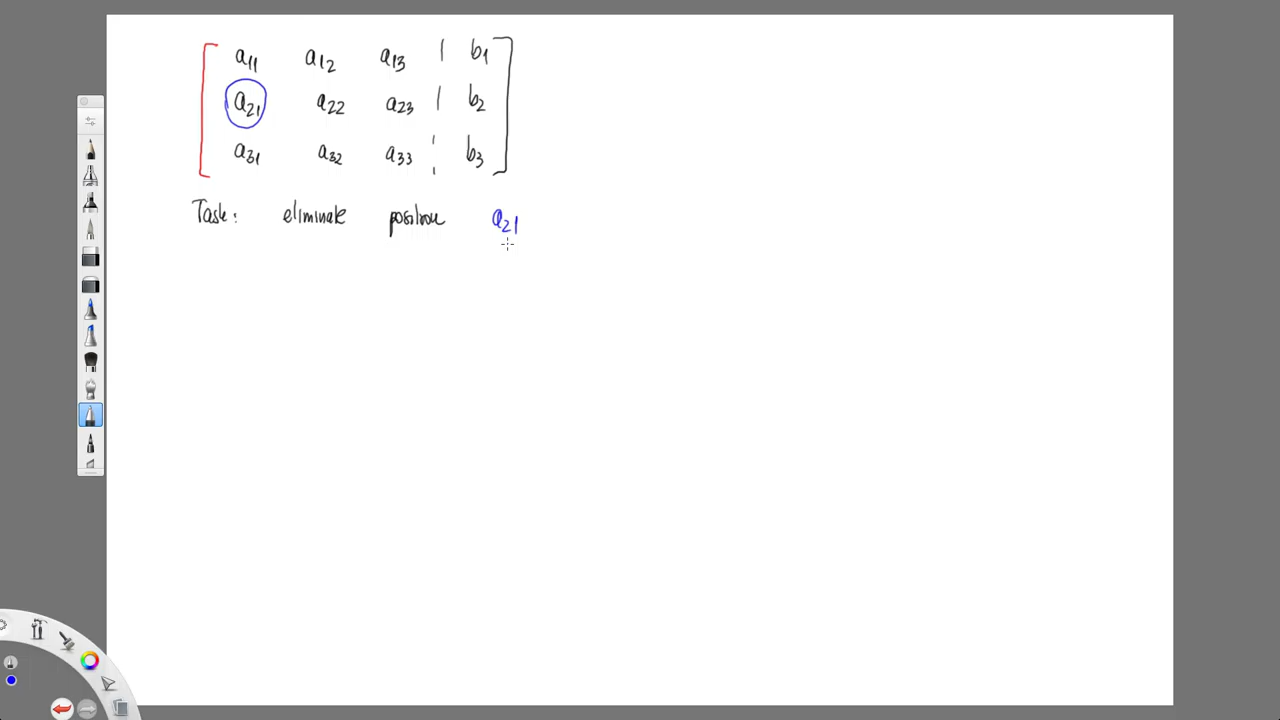 a11 a12 a13 | b1
a21 a22 a23 | b2
a31 a32 a33 ¦ b3
Task: eliminate position a21